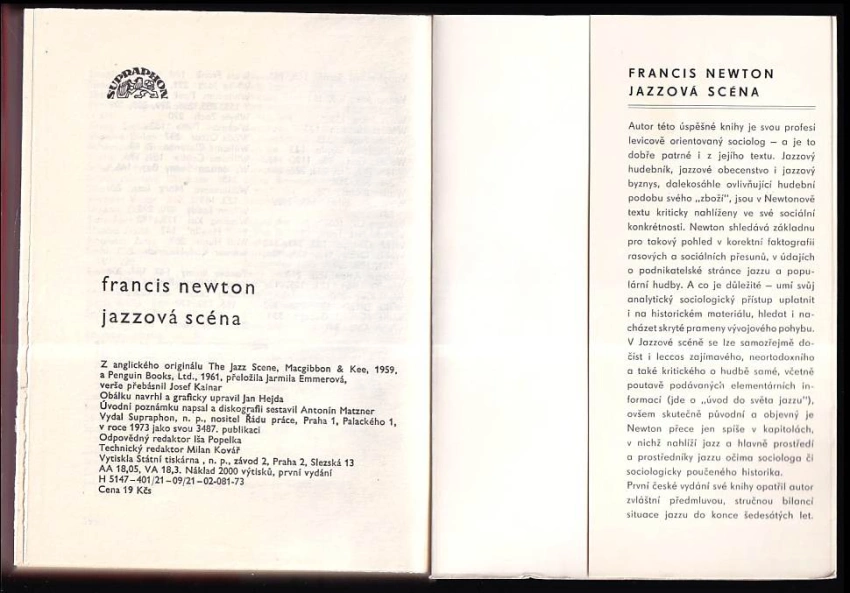 SUPRAPHON
francis newton
jazzová scéna
Z anglického originálu The Jazz Scene, Macgibbon & Kee, 1959,
a Penguin Books, Ltd., 1961, přeložila Jarmila Emmerová,
verše přebásnil Josef Kainar
Obálku navrhl a graficky upravil Jan Hejda
Úvodní poznámku napsal a diskografii sestavil Antonín Matzner
Vydal Supraphon, n. p., nositel Řádu práce, Praha 1, Palackého 1,
v roce 1973 jako svou 3487. publikaci
Odpovědný redaktor Iša Popelka
Technický redaktor Milan Kovář
Vytiskla Státní tiskárna , n. p., závod 2, Praha 2, Slezská 13
AA 18,05, VA 18,3. Náklad 2000 výtisků, první vydání
H 5147-401/21-09/21-02-081-73
Cena 19 Kčs
FRANCIS NEWTON
JAZZOVÁ SCÉNA
Autor této úspěšné knihy je svou profesí
levicově orientovaný sociolog – a je to
dobře patrné i z jejího textu. Jazzový
hudebník, jazzové obecenstvo i jazzový
byznys, dalekosáhle ovlivňující hudební
podobu svého „zboží", jsou v Newtonově
textu kriticky nahlíženy ve své sociální
konkrétnosti. Newton shledává základnu
pro takový pohled v korektní faktografii
rasových a sociálních přesunů, v údajích
o podnikatelské stránce jazzu a popu-
lární hudby. A co je důležité – umí svůj
analytický sociologický přístup uplatnit
i na historickém materiálu, hledat i na-
cházet skryté prameny vývojového pohybu.
V Jazzové scéně se lze samozřejmě do-
číst i leccos zajímavého, neortodoxního
a také kritického o hudbě samé, včetně
poutavě podávaných elementárních in-
formací (jde o „úvod do světa jazzu"),
ovšem skutečně původní a objevný je
Newton přece jen spíše v kapitolách,
v nichž nahlíží jazz a hlavně prostředí
a prostředníky jazzu očima sociologa či
sociologicky poučeného historika.
První české vydání své knihy opatřil autor
zvláštní předmluvou, stručnou bilancí
situace jazzu do konce šedesátých let.